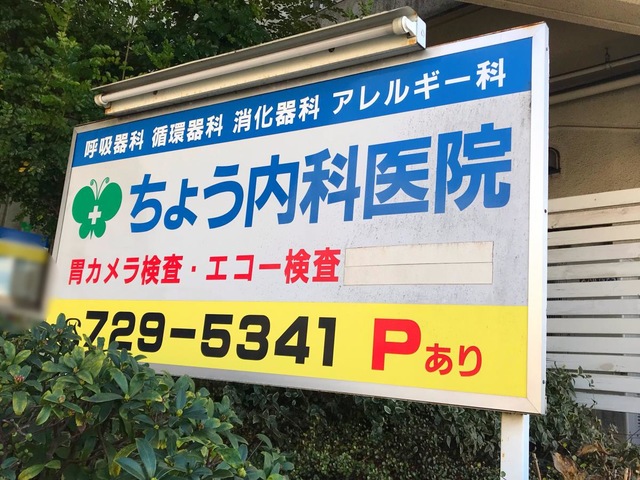 呼吸器科 循環器科 消化器科 アレルギー科
ちょう内科医院
胃カメラ検査・エコー検査
☎729-5341 Pあり